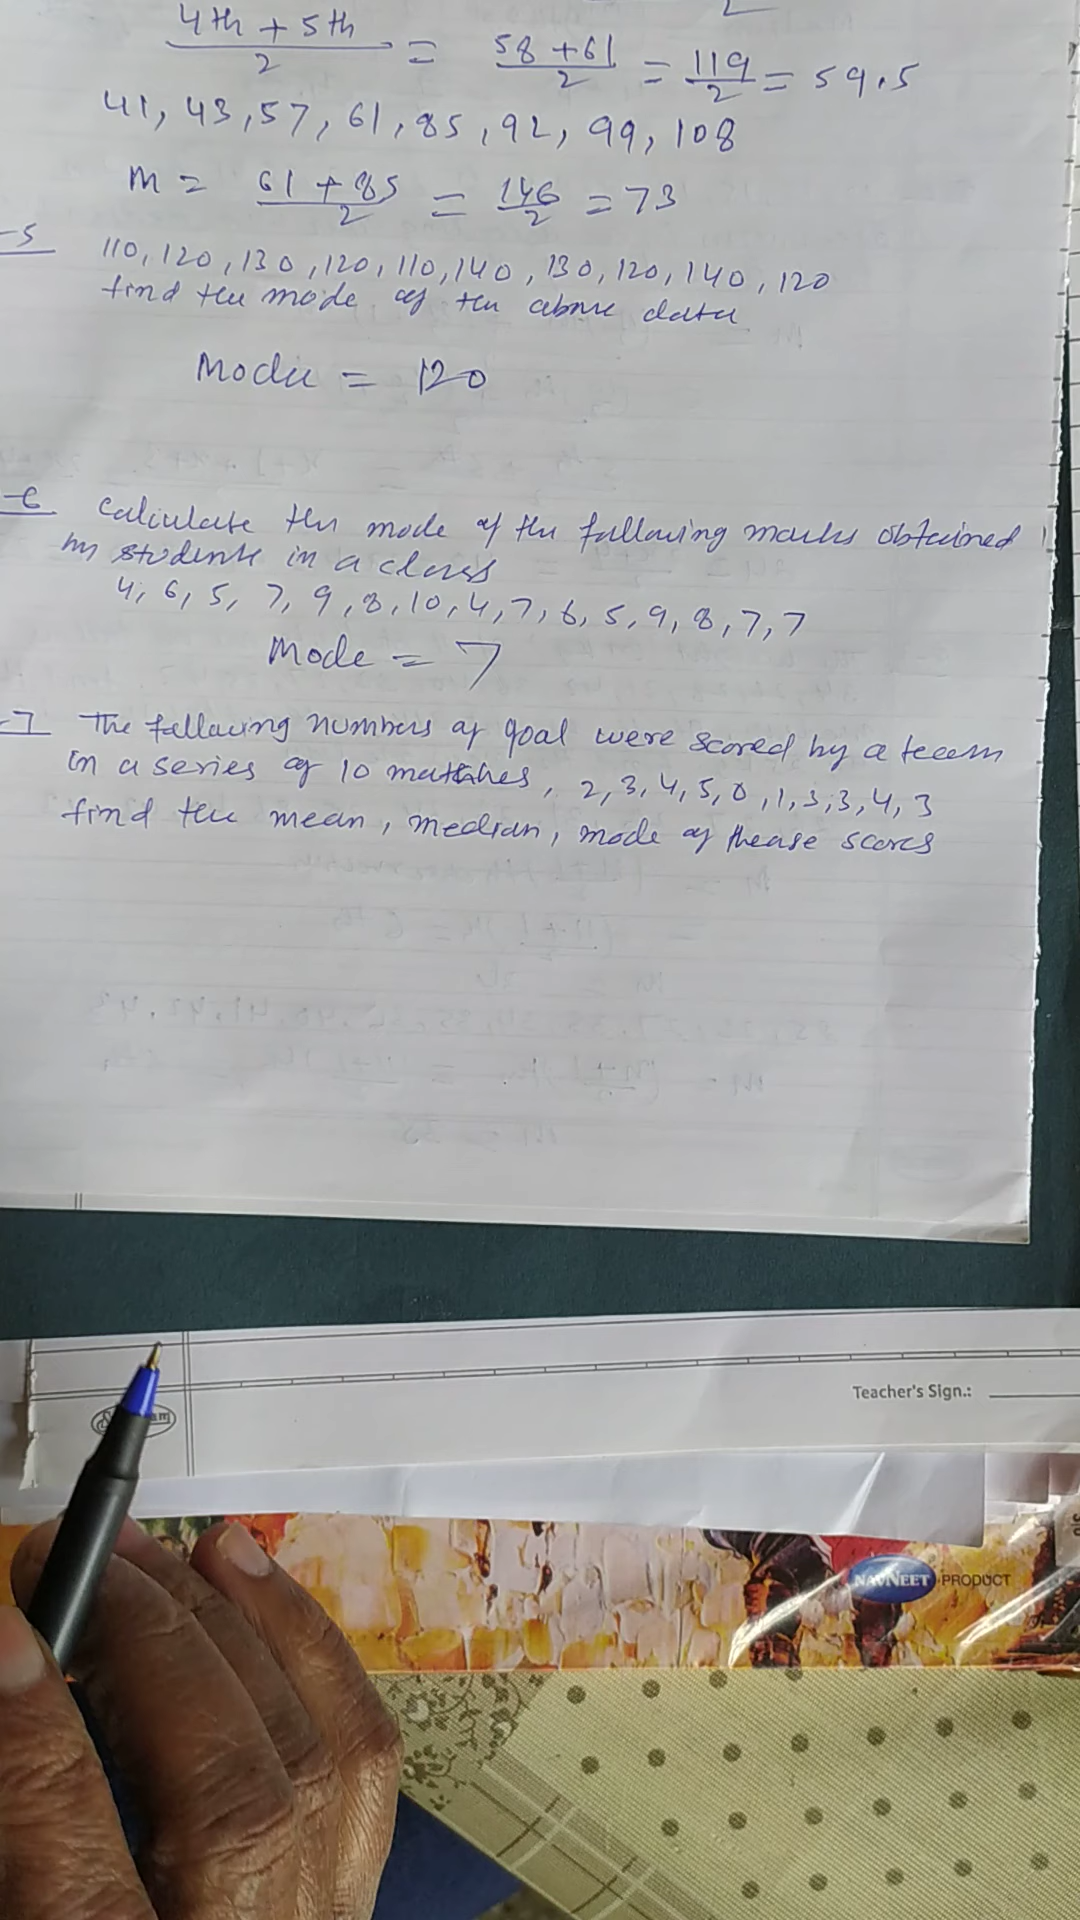 4th + 5th / 2 = 58 + 61 / 2 = 119 / 2 = 59.5
41, 43, 57, 61, 85, 92, 99, 108
M = 61 + 85 / 2 = 146 / 2 = 73
-5 110, 120, 130, 120, 110, 140, 130, 120, 140, 120
find the mode of the above data
Mode = 120
-6 Calculate the mode of the following marks obtained
by students in a class
4, 6, 5, 7, 9, 8, 10, 4, 7, 6, 5, 9, 8, 7, 7
Mode = 7
-7 The following numbers of goal were scored by a team
in a series of 10 matches, 2, 3, 4, 5, 0, 1, 3, 3, 4, 3
find the mean, median, mode of these scores
Teacher's Sign.:
NAVNEET PRODUCT